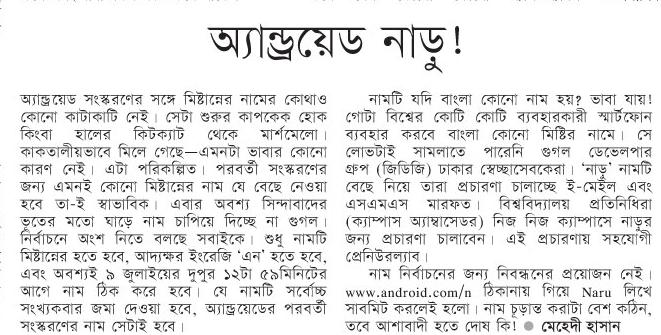 অ্যান্ড্রয়েড নাড়ু!
অ্যান্ড্রয়েড সংস্করণের সঙ্গে মিষ্টান্নের নামের কোথাও
কোনো কাটাকাটি নেই। সেটা শুরুর কাপকেক হোক
কিংবা হালের কিটক্যাট থেকে মার্শমেলো।
কাকতালীয়ভাবে মিলে গেছে—এমনটা ভাবার কোনো
কারণ নেই। এটা পরিকল্পিত। পরবর্তী সংস্করণের
জন্য এমনই কোনো মিষ্টান্নের নাম যে বেছে নেওয়া
হবে তা-ই স্বাভাবিক। এবার অবশ্য সিন্দাবাদের
ভূতের মতো ঘাড়ে নাম চাপিয়ে দিচ্ছে না গুগল।
নির্বাচনে অংশ নিতে বলছে সবাইকে। শুধু নামটি
মিষ্টান্নের হতে হবে, আদ্যক্ষর ইংরেজি 'এন' হতে হবে,
এবং অবশ্যই ৯ জুলাইয়ের দুপুর ১২টা ৫৯মিনিটের
আগে নাম ঠিক করে হবে। যে নামটি সর্বোচ্চ
সংখ্যকবার জমা দেওয়া হবে, অ্যান্ড্রয়েডের পরবর্তী
সংস্করণের নাম সেটাই হবে।
নামটি যদি বাংলা কোনো নাম হয়? ভাবা যায়!
গোটা বিশ্বের কোটি কোটি ব্যবহারকারী স্মার্টফোন
ব্যবহার করবে বাংলা কোনো মিষ্টির নামে। সে
লোভটাই সামলাতে পারেনি গুগল ডেভেলপার
গ্রুপ (জিডিজি) ঢাকার স্বেচ্ছাসেবকেরা। 'নাড়ু' নামটি
বেছে নিয়ে তারা প্রচারণা চালাচ্ছে ই-মেইল এবং
এসএমএস মারফত। বিশ্ববিদ্যালয় প্রতিনিধিরা
(ক্যাম্পাস অ্যাম্বাসেডর) নিজ নিজ ক্যাম্পাসে নাড়ুর
জন্য প্রচারণা চালাবেন। এই প্রচারণায় সহযোগী
প্রেনিউরল্যাব।
নাম নির্বাচনের জন্য নিবন্ধনের প্রয়োজন নেই।
www.android.com/n ঠিকানায় গিয়ে Naru লিখে
সাবমিট করলেই হলো। নাম চূড়ান্ত করাটা বেশ কঠিন,
তবে আশাবাদী হতে দোষ কি! ● মেহেদী হাসান